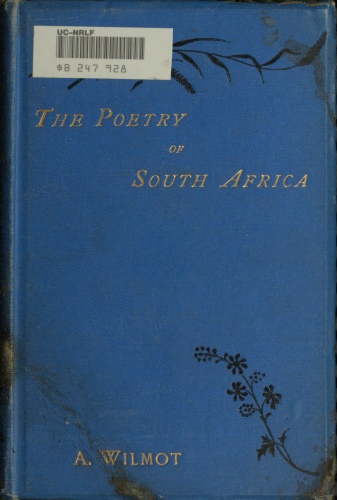 UC-NRLF
$B 247 928
THE POETRY
OF
SOUTH AFRICA
A. WILMOT